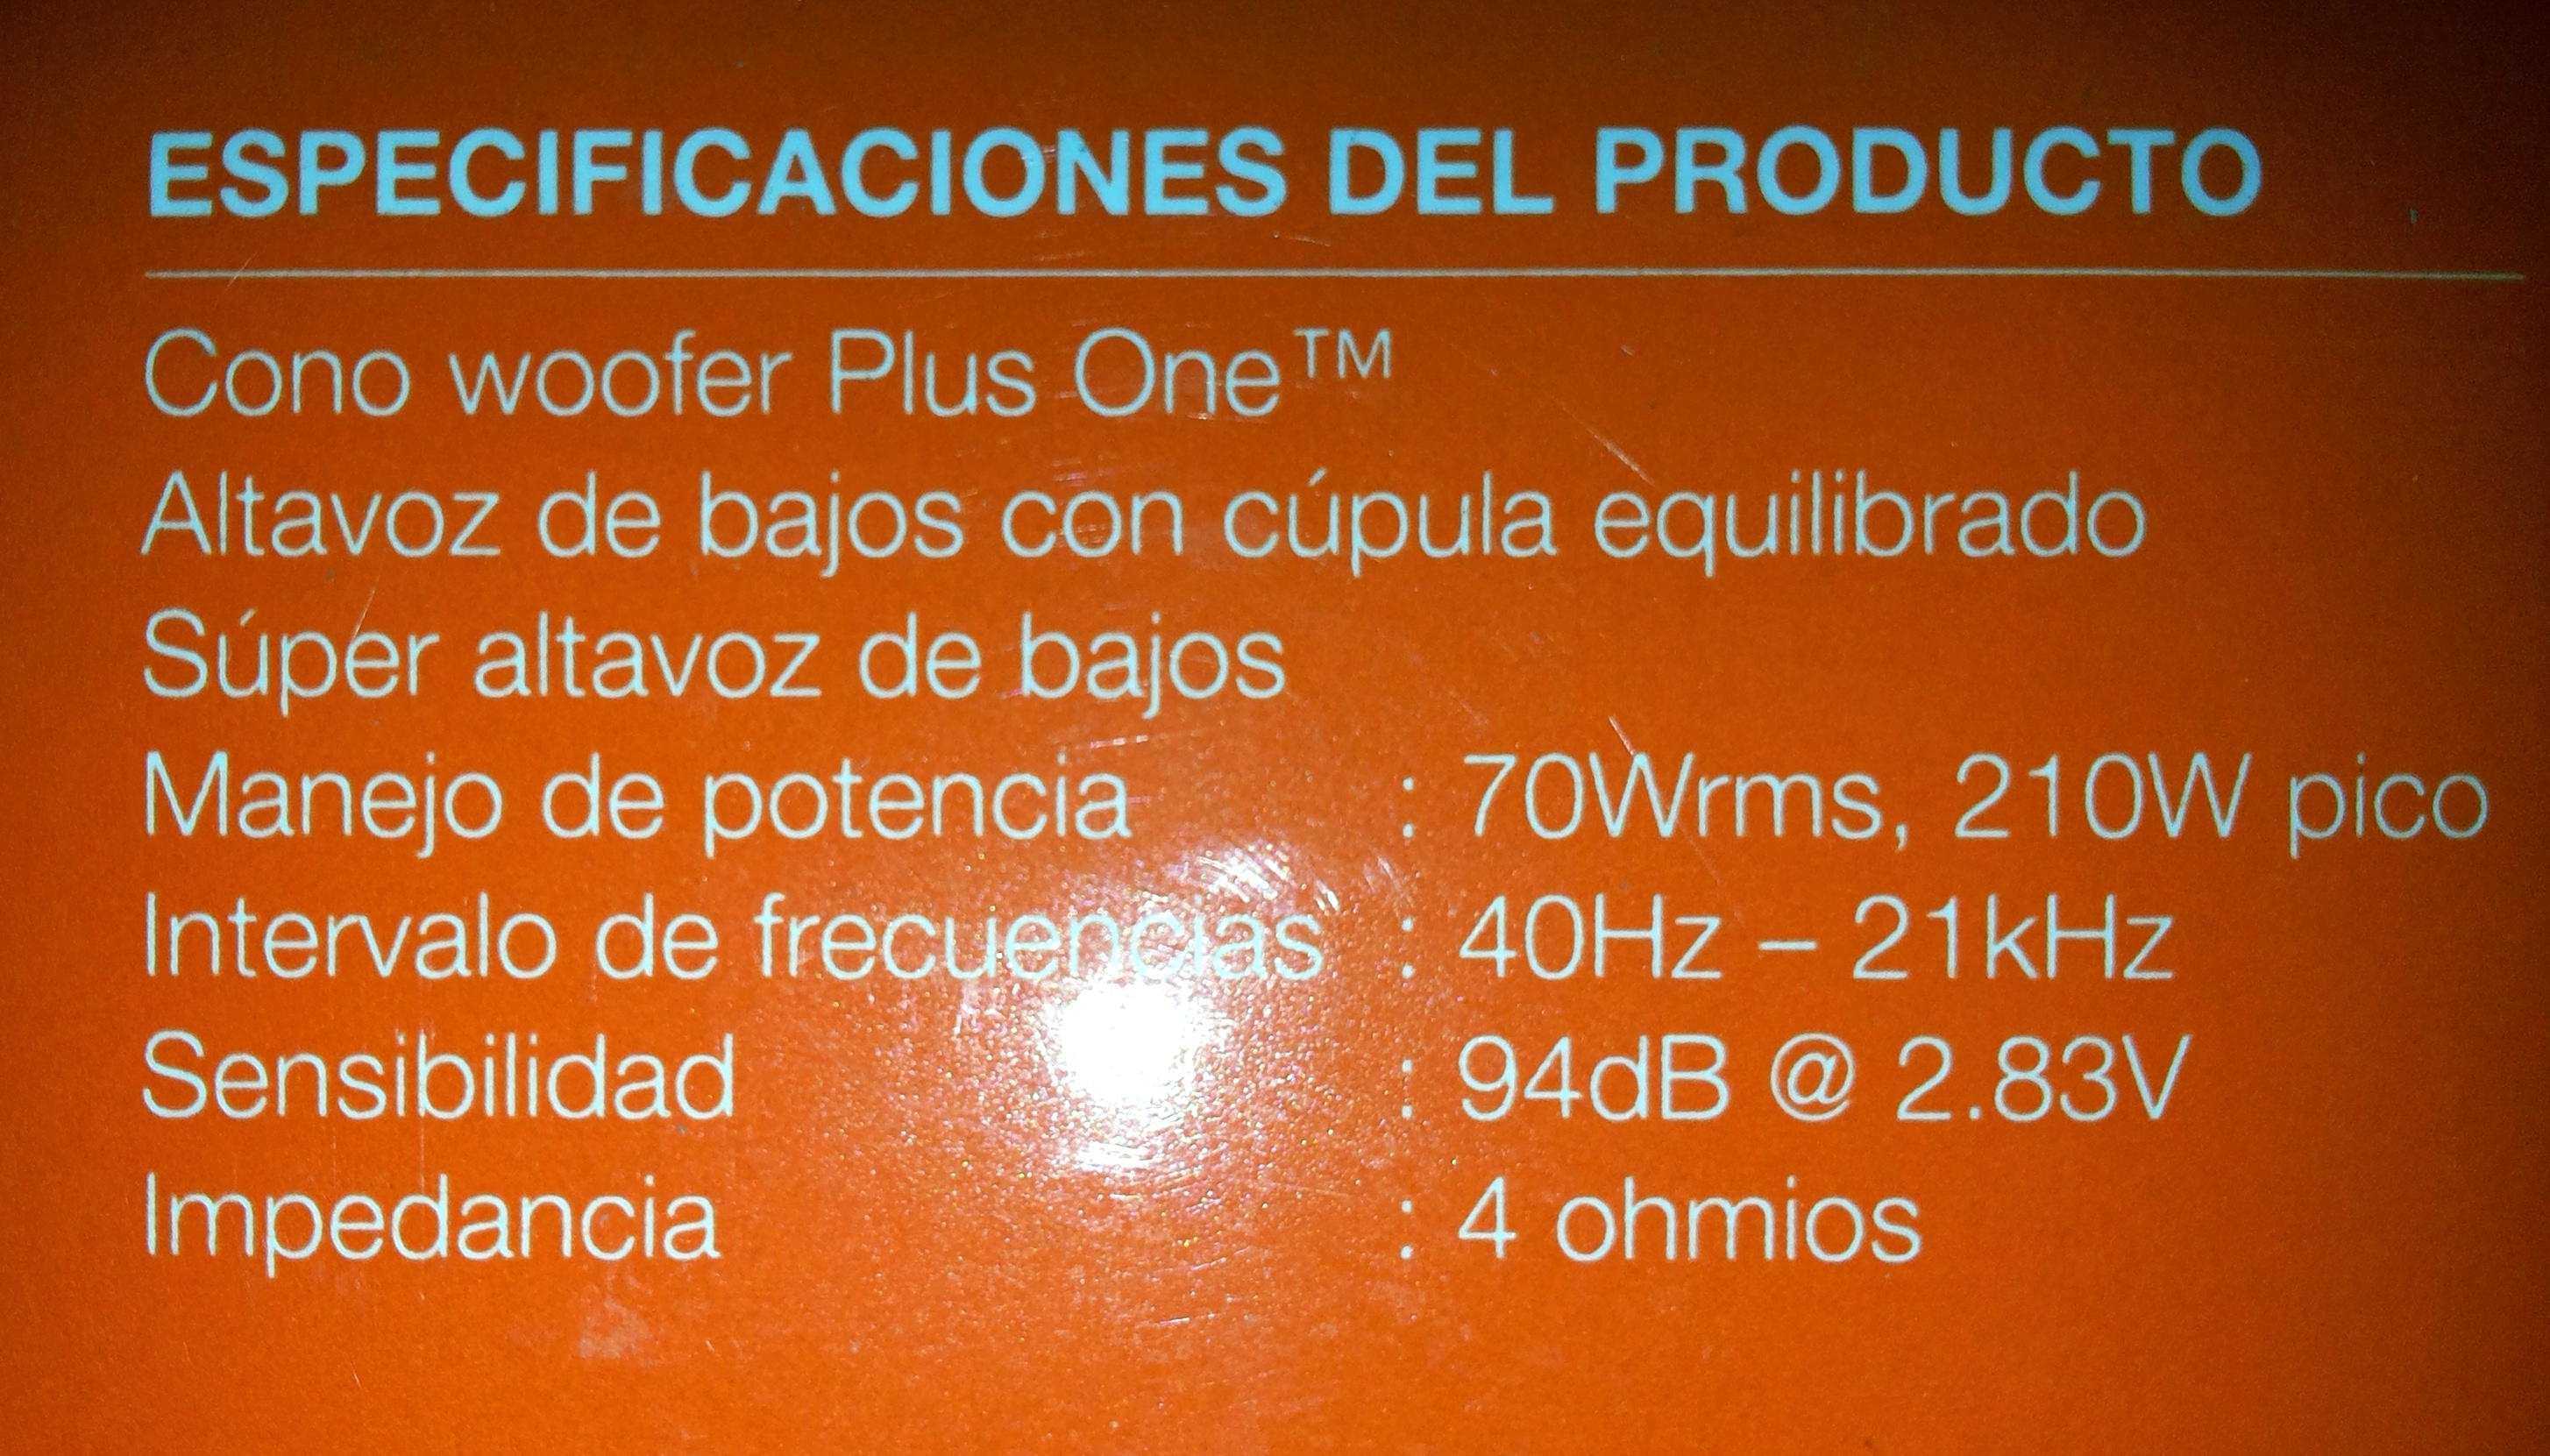 ESPECIFICACIONES DEL PRODUCTO
Cono woofer Plus One™
Altavoz de bajos con cúpula equilibrado
Súper altavoz de bajos
Manejo de potencia : 70Wrms, 210W pico
Intervalo de frecuencias : 40Hz – 21kHz
Sensibilidad : 94dB @ 2.83V
Impedancia : 4 ohmios